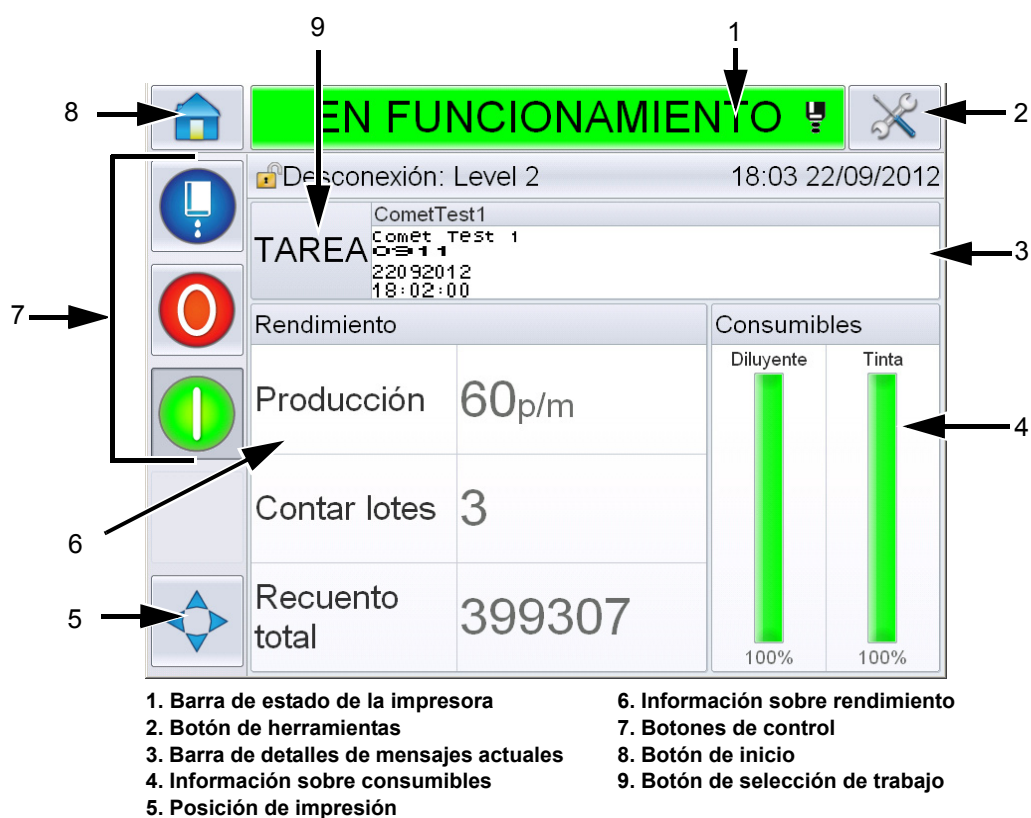 9
1
8
EN FUNCIONAMIENTO
2
Desconexión: Level 2
18:03 22/09/2012
CometTest1
TAREA
Comet Test 1
0911
22092012
18:02:00
3
7
Rendimiento
Consumibles
Diluyente
Tinta
Producción
60p/m
4
Contar lotes
3
6
Recuento
total
399307
5
100%
100%
1. Barra de estado de la impresora
2. Botón de herramientas
3. Barra de detalles de mensajes actuales
4. Información sobre consumibles
5. Posición de impresión
6. Información sobre rendimiento
7. Botones de control
8. Botón de inicio
9. Botón de selección de trabajo